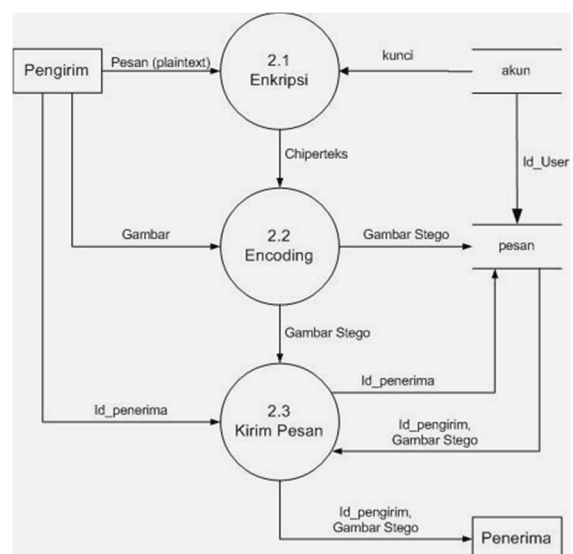 Pengirim
Pesan (plaintext)
2.1
Enkripsi
kunci
akun
Chiperteks
Id_User
Gambar
2.2
Encoding
Gambar Stego
pesan
Gambar Stego
Id_penerima
2.3
Kirim Pesan
Id_penerima
Id_pengirim,
Gambar Stego
Id_pengirim,
Gambar Stego
Penerima